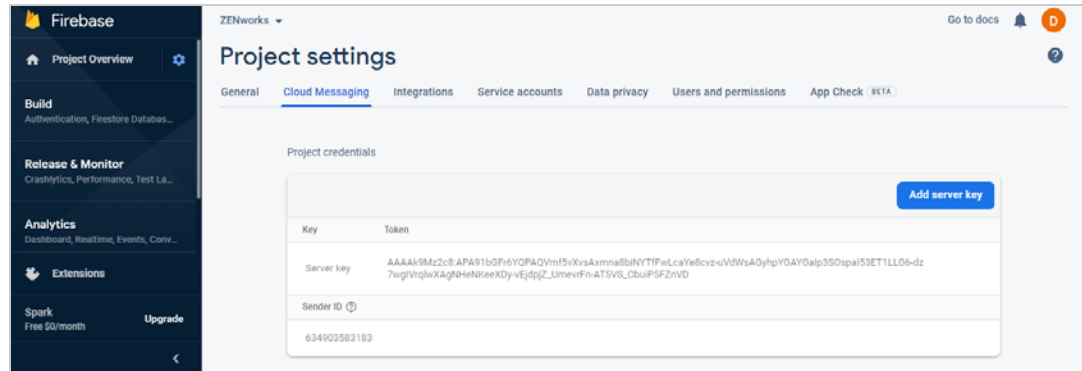 Firebase
ZENworks
Go to docs
D
Project Overview
Project settings
General Cloud Messaging Integrations Service accounts Data privacy Users and permissions App Check BETA
Build
Authentication, Firestore Databas...
Project credentials
Release & Monitor
Crashlytics, Performance, Test La...
Add server key
Analytics
Dashboard, Realtime, Events, Conv...
Key Token
Extensions
Server key
Sender ID
Spark
Free $0/month
Upgrade
634903583183